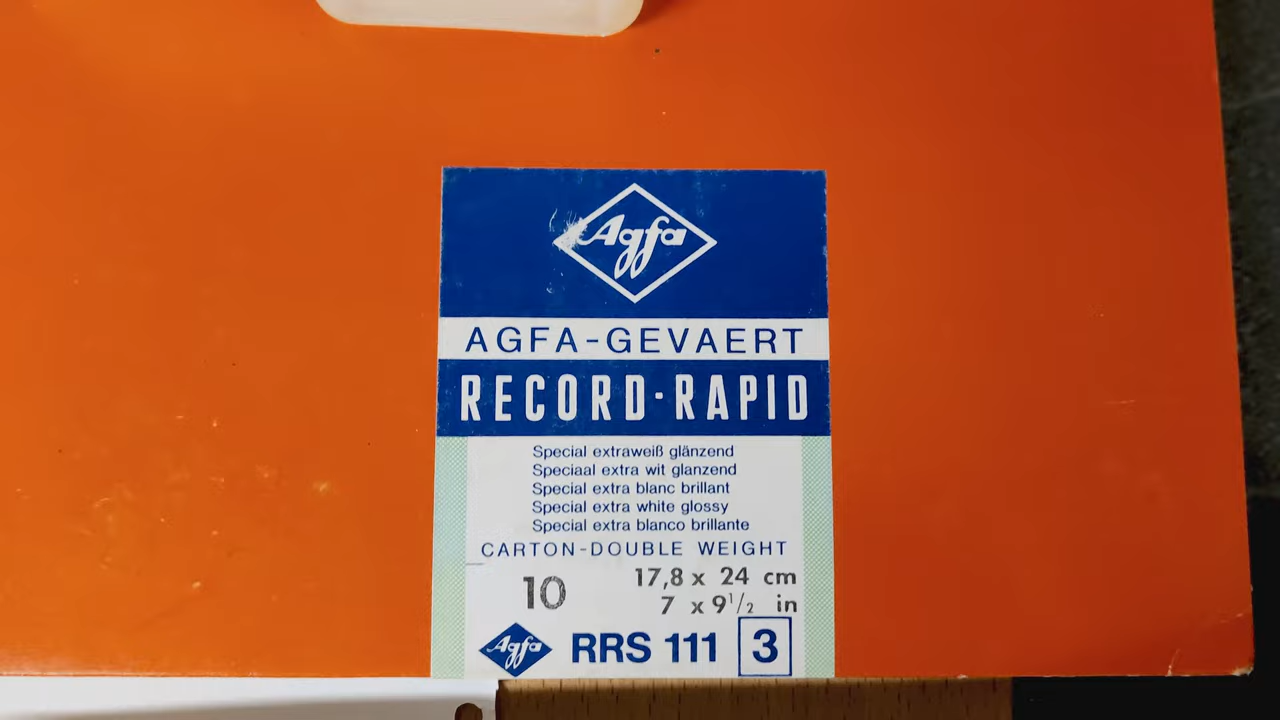 Agfa
AGFA-GEVAERT
RECORD·RAPID
Special extraweiß glänzend
Speciaal extra wit glanzend
Special extra blanc brillant
Special extra white glossy
Special extra blanco brillante
CARTON-DOUBLE WEIGHT
10 17,8 x 24 cm
7 x 9 1/2 in
Agfa RRS 111 3